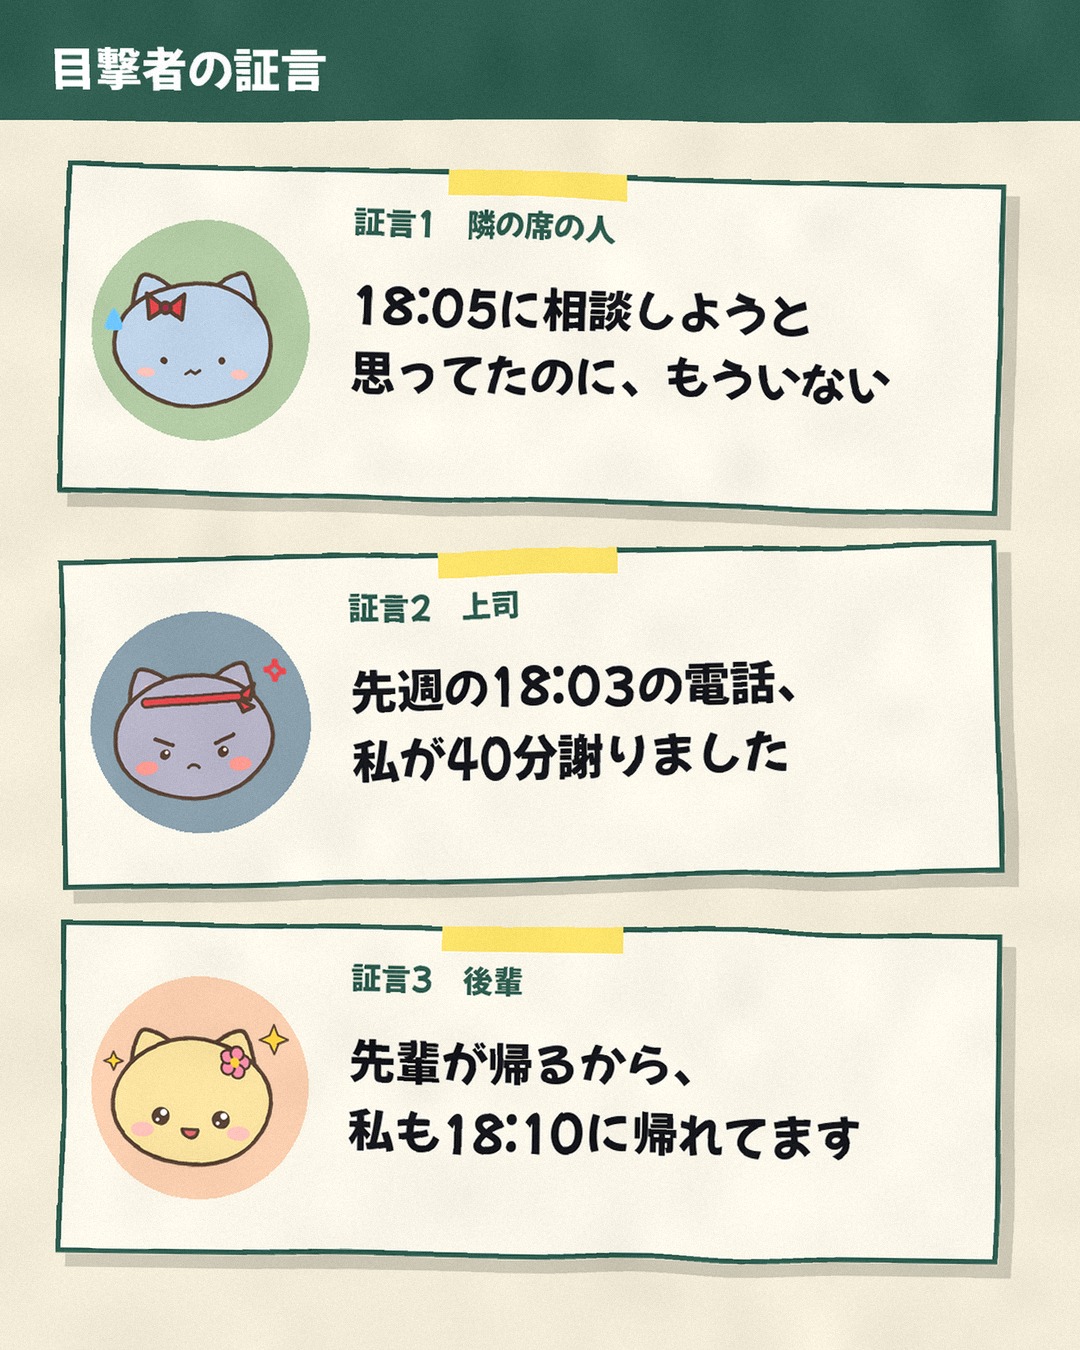 目撃者の証言
証言1 隣の席の人
18:05に相談しようと
思ってたのに、もういない
証言2 上司
先週の18:03の電話、
私が40分謝りました
証言3 後輩
先輩が帰るから、
私も18:10に帰れてます